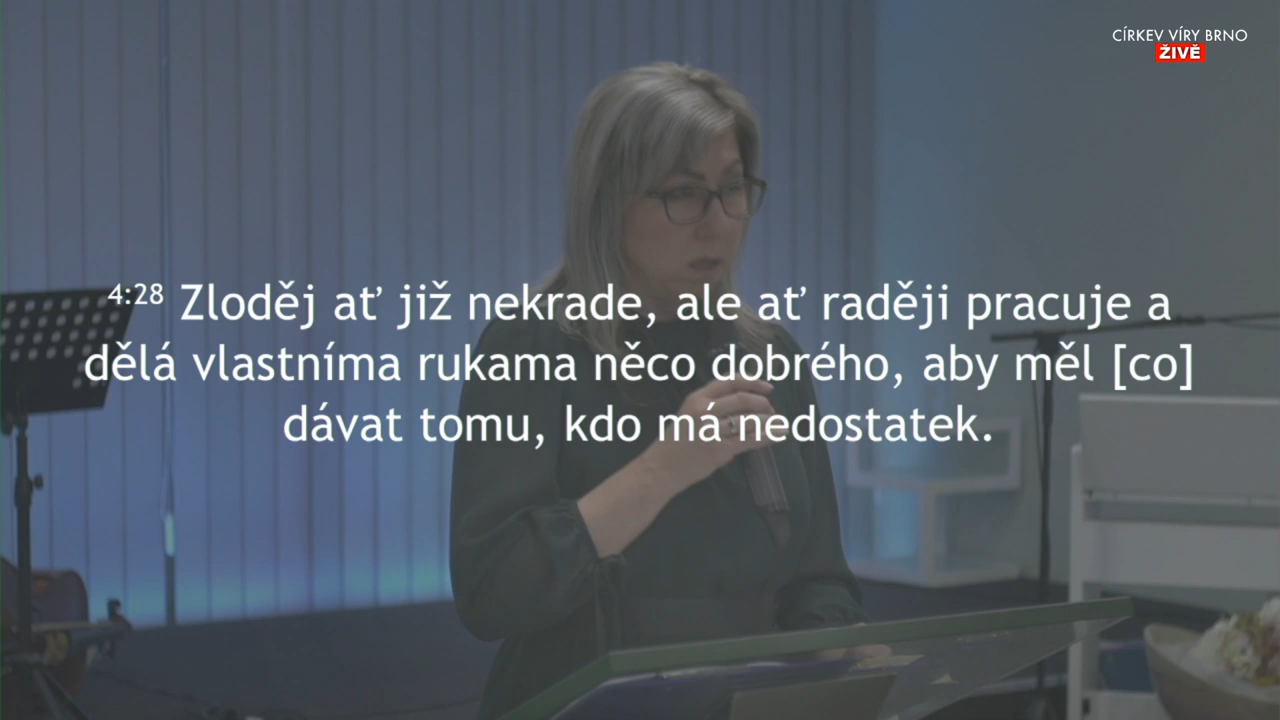 CÍRKEV VÍRY BRNO
ŽIVĚ
4:28 Zloděj ať již nekrade, ale ať raději pracuje a
dělá vlastníma rukama něco dobrého, aby měl [co]
dávat tomu, kdo má nedostatek.